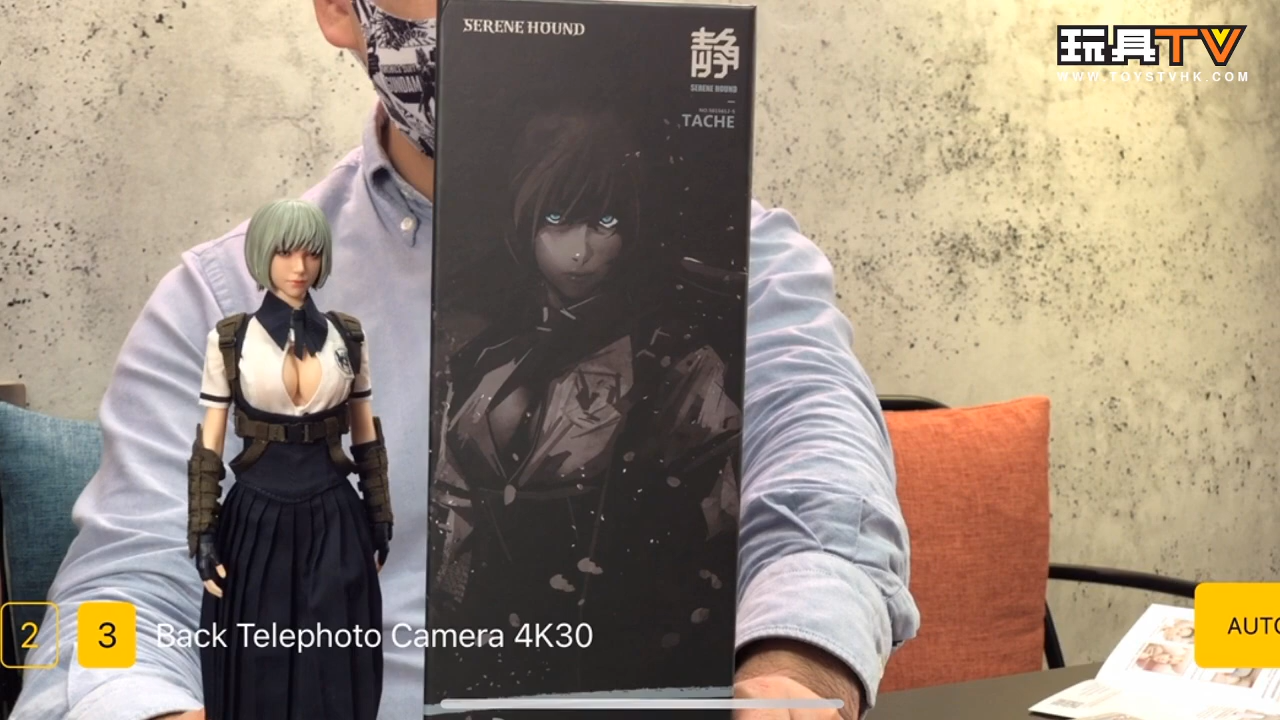 SERENE HOUND
静
SERENE HOUND
TACHE
玩具TV
WWW.TOYSTVHK.COM
GUNDAM
2
3
Back Telephoto Camera 4K30
AUTO